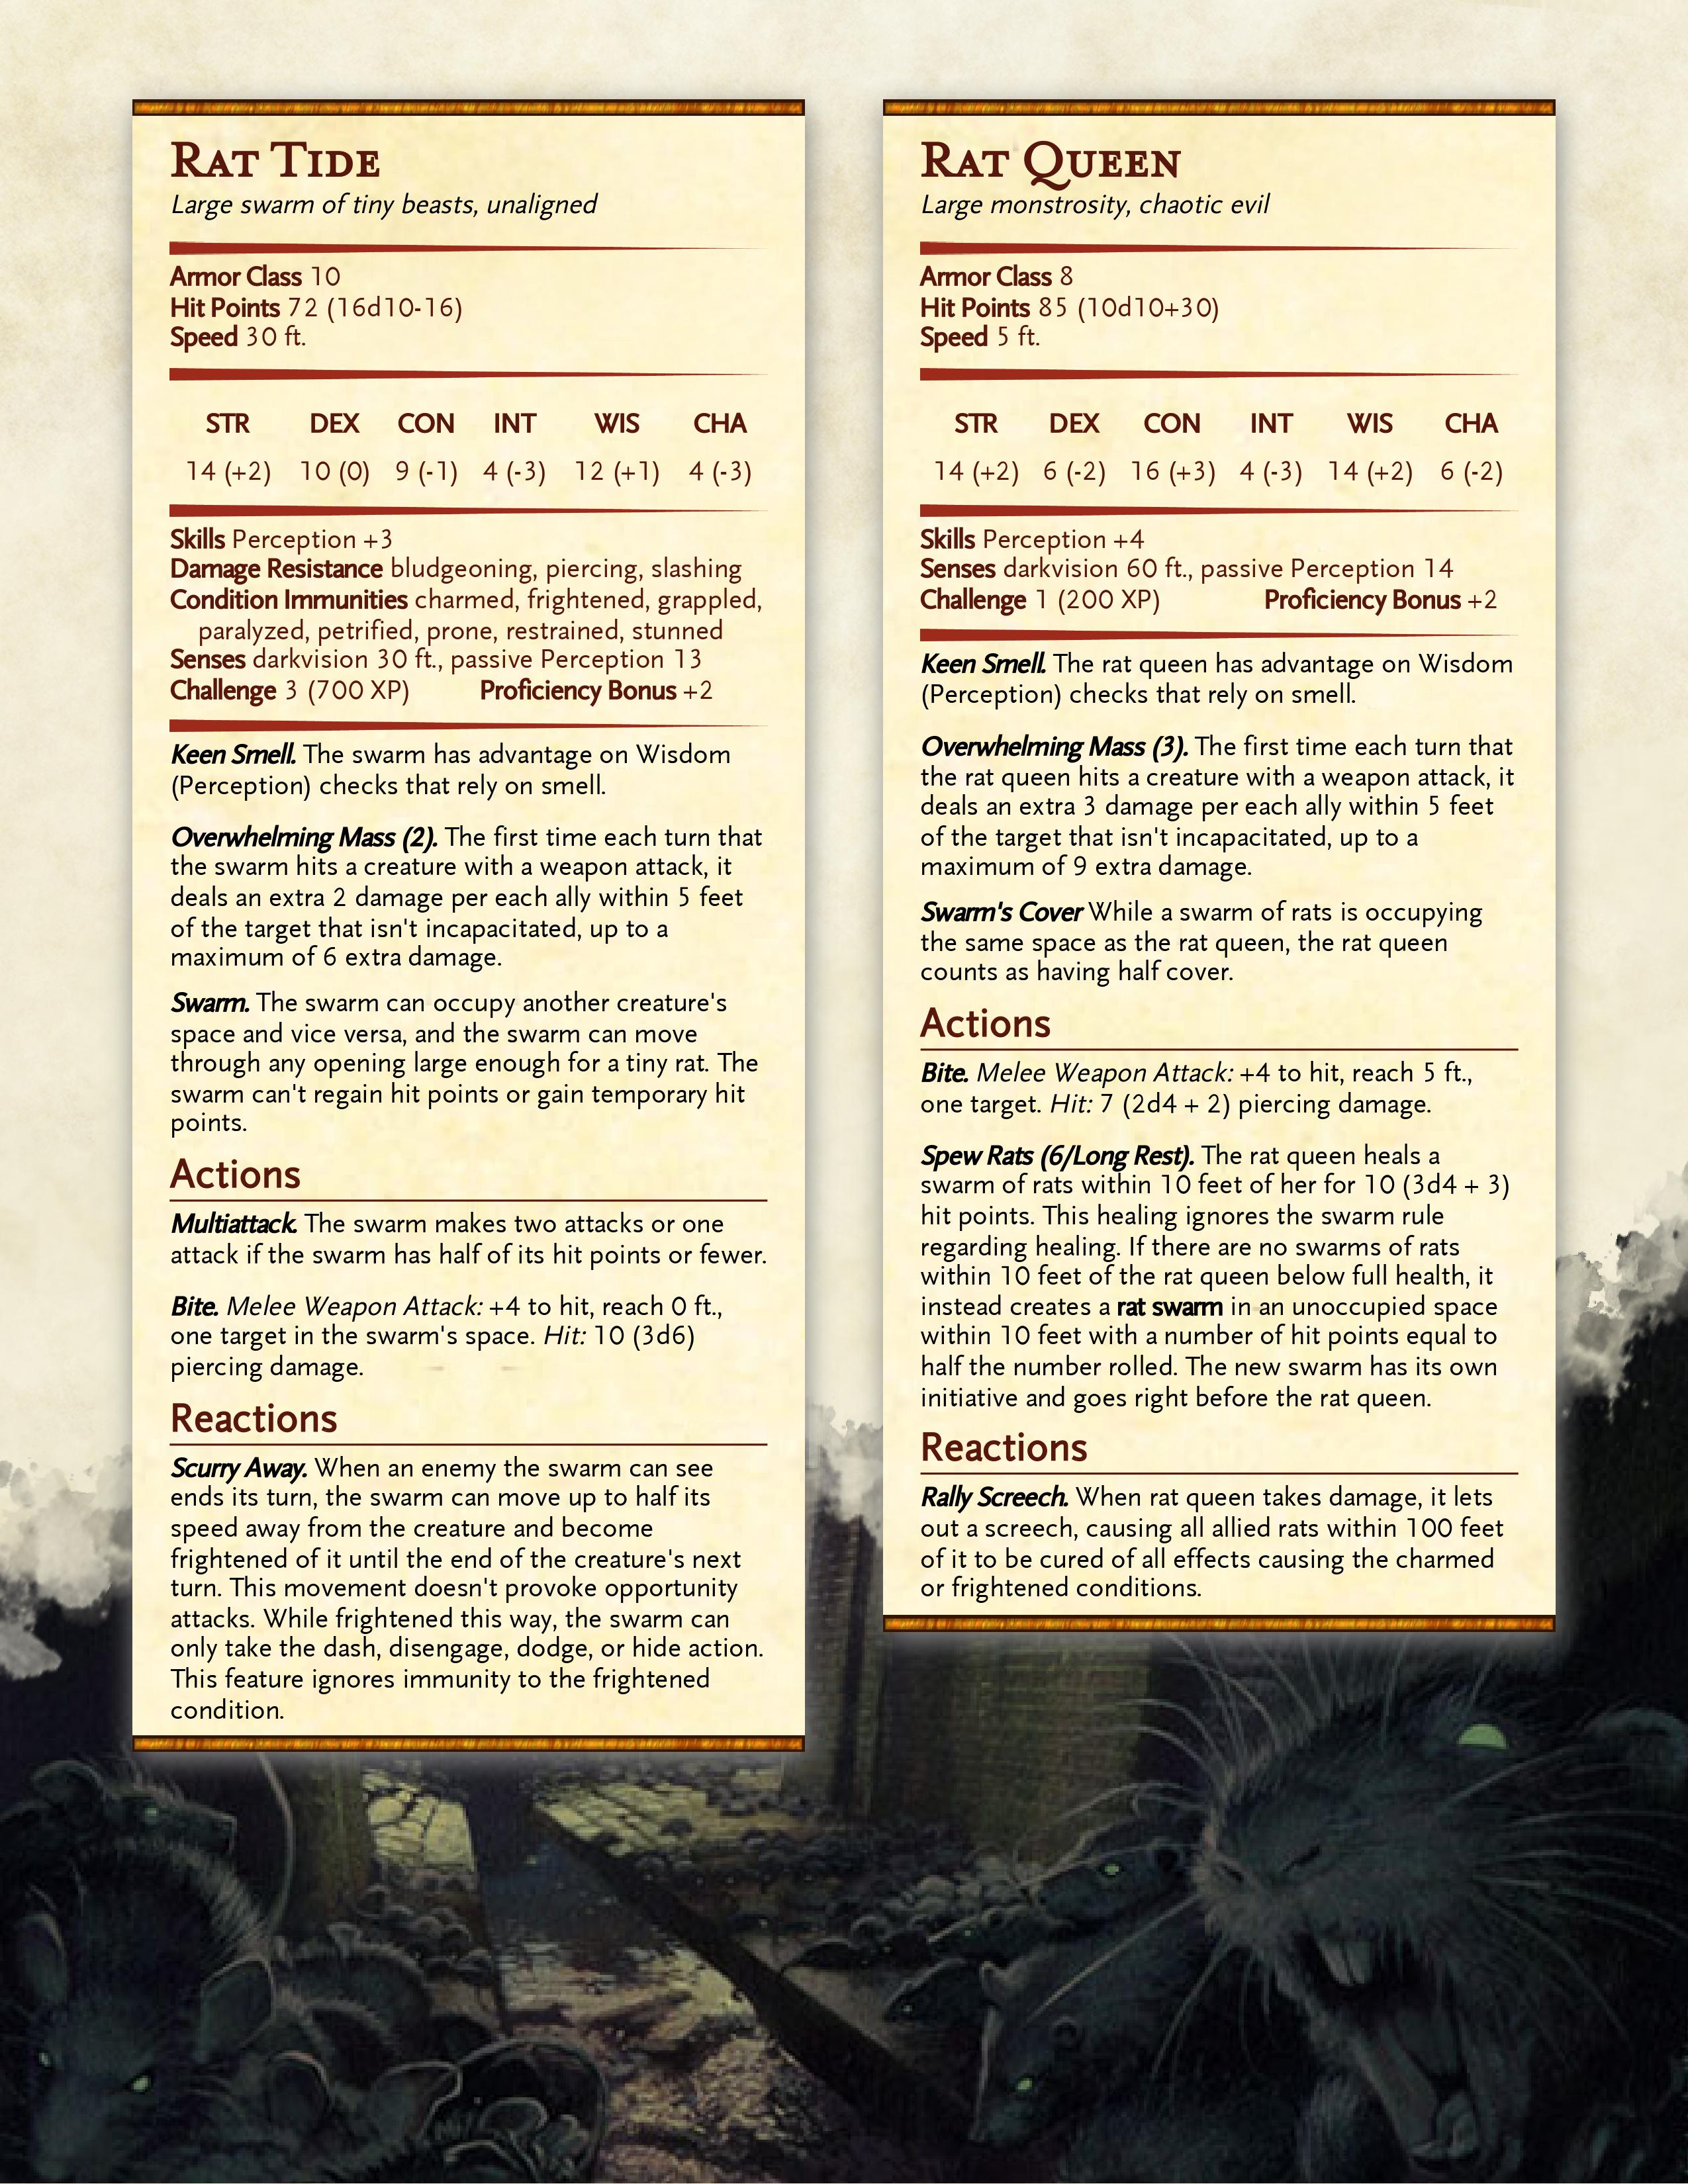 Rat Tide
Large swarm of tiny beasts, unaligned
Armor Class 10
Hit Points 72 (16d10-16)
Speed 30 ft.
STR DEX CON INT WIS CHA
14 (+2) 10 (0) 9 (-1) 4 (-3) 12 (+1) 4 (-3)
Skills Perception +3
Damage Resistance bludgeoning, piercing, slashing
Condition Immunities charmed, frightened, grappled,
paralyzed, petrified, prone, restrained, stunned
Senses darkvision 30 ft., passive Perception 13
Challenge 3 (700 XP) Proficiency Bonus +2
Keen Smell. The swarm has advantage on Wisdom
(Perception) checks that rely on smell.
Overwhelming Mass (2). The first time each turn that
the swarm hits a creature with a weapon attack, it
deals an extra 2 damage per each ally within 5 feet
of the target that isn't incapacitated, up to a
maximum of 6 extra damage.
Swarm. The swarm can occupy another creature's
space and vice versa, and the swarm can move
through any opening large enough for a tiny rat. The
swarm can't regain hit points or gain temporary hit
points.
Actions
Multiattack. The swarm makes two attacks or one
attack if the swarm has half of its hit points or fewer.
Bite. Melee Weapon Attack: +4 to hit, reach 0 ft.,
one target in the swarm's space. Hit: 10 (3d6)
piercing damage.
Reactions
Scurry Away. When an enemy the swarm can see
ends its turn, the swarm can move up to half its
speed away from the creature and become
frightened of it until the end of the creature's next
turn. This movement doesn't provoke opportunity
attacks. While frightened this way, the swarm can
only take the dash, disengage, dodge, or hide action.
This feature ignores immunity to the frightened
condition.
Rat Queen
Large monstrosity, chaotic evil
Armor Class 8
Hit Points 85 (10d10+30)
Speed 5 ft.
STR DEX CON INT WIS CHA
14 (+2) 6 (-2) 16 (+3) 4 (-3) 14 (+2) 6 (-2)
Skills Perception +4
Senses darkvision 60 ft., passive Perception 14
Challenge 1 (200 XP) Proficiency Bonus +2
Keen Smell. The rat queen has advantage on Wisdom
(Perception) checks that rely on smell.
Overwhelming Mass (3). The first time each turn that
the rat queen hits a creature with a weapon attack, it
deals an extra 3 damage per each ally within 5 feet
of the target that isn't incapacitated, up to a
maximum of 9 extra damage.
Swarm's Cover While a swarm of rats is occupying
the same space as the rat queen, the rat queen
counts as having half cover.
Actions
Bite. Melee Weapon Attack: +4 to hit, reach 5 ft.,
one target. Hit: 7 (2d4 + 2) piercing damage.
Spew Rats (6/Long Rest). The rat queen heals a
swarm of rats within 10 feet of her for 10 (3d4 + 3)
hit points. This healing ignores the swarm rule
regarding healing. If there are no swarms of rats
within 10 feet of the rat queen below full health, it
instead creates a rat swarm in an unoccupied space
within 10 feet with a number of hit points equal to
half the number rolled. The new swarm has its own
initiative and goes right before the rat queen.
Reactions
Rally Screech. When rat queen takes damage, it lets
out a screech, causing all allied rats within 100 feet
of it to be cured of all effects causing the charmed
or frightened conditions.